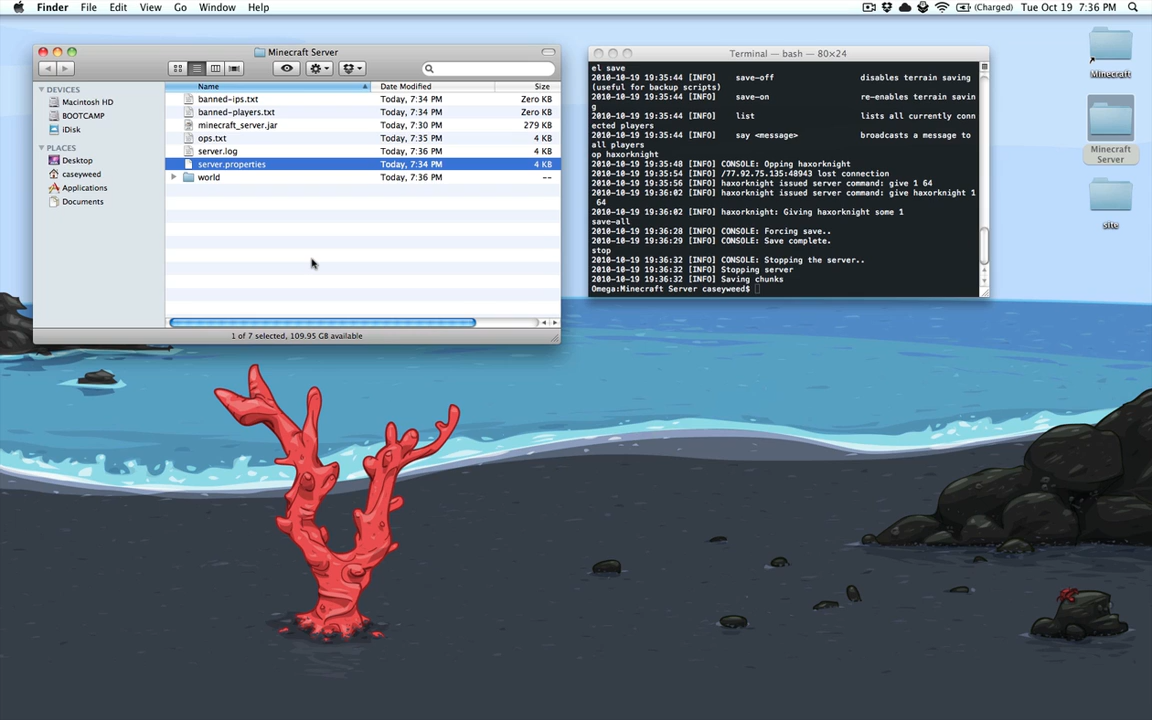 Finder File Edit View Go Window Help
(Charged) Tue Oct 19 7:36 PM
Minecraft Server
Name Date Modified Size
DEVICES
Macintosh HD
BOOTCAMP
iDisk
PLACES
Desktop
caseyweed
Applications
Documents
banned-ips.txt Today, 7:34 PM Zero KB
banned-players.txt Today, 7:34 PM Zero KB
minecraft_server.jar Today, 7:30 PM 279 KB
ops.txt Today, 7:35 PM 4 KB
server.log Today, 7:36 PM 4 KB
server.properties Today, 7:34 PM 4 KB
world Today, 7:36 PM --
1 of 7 selected, 109.95 GB available
Terminal — bash — 80×24
el save
2010-10-19 19:35:44 [INFO] save-off disables terrain saving
(useful for backup scripts)
2010-10-19 19:35:44 [INFO] save-on re-enables terrain savin
g
2010-10-19 19:35:44 [INFO] list lists all currently conn
ected players
2010-10-19 19:35:44 [INFO] say <message> broadcasts a message to
all players
op haxorknight
2010-10-19 19:35:48 [INFO] CONSOLE: Opping haxorknight
2010-10-19 19:35:54 [INFO] /77.92.75.135:48943 lost connection
2010-10-19 19:35:56 [INFO] haxorknight issued server command: give 1 64
2010-10-19 19:36:02 [INFO] haxorknight issued server command: give haxorknight 1
64
2010-10-19 19:36:02 [INFO] haxorknight: Giving haxorknight some 1
save-all
2010-10-19 19:36:28 [INFO] CONSOLE: Forcing save..
2010-10-19 19:36:29 [INFO] CONSOLE: Save complete.
stop
2010-10-19 19:36:32 [INFO] CONSOLE: Stopping the server..
2010-10-19 19:36:32 [INFO] Stopping server
2010-10-19 19:36:32 [INFO] Saving chunks
Omega:Minecraft Server caseyweed$
Minecraft
Minecraft
Server
site